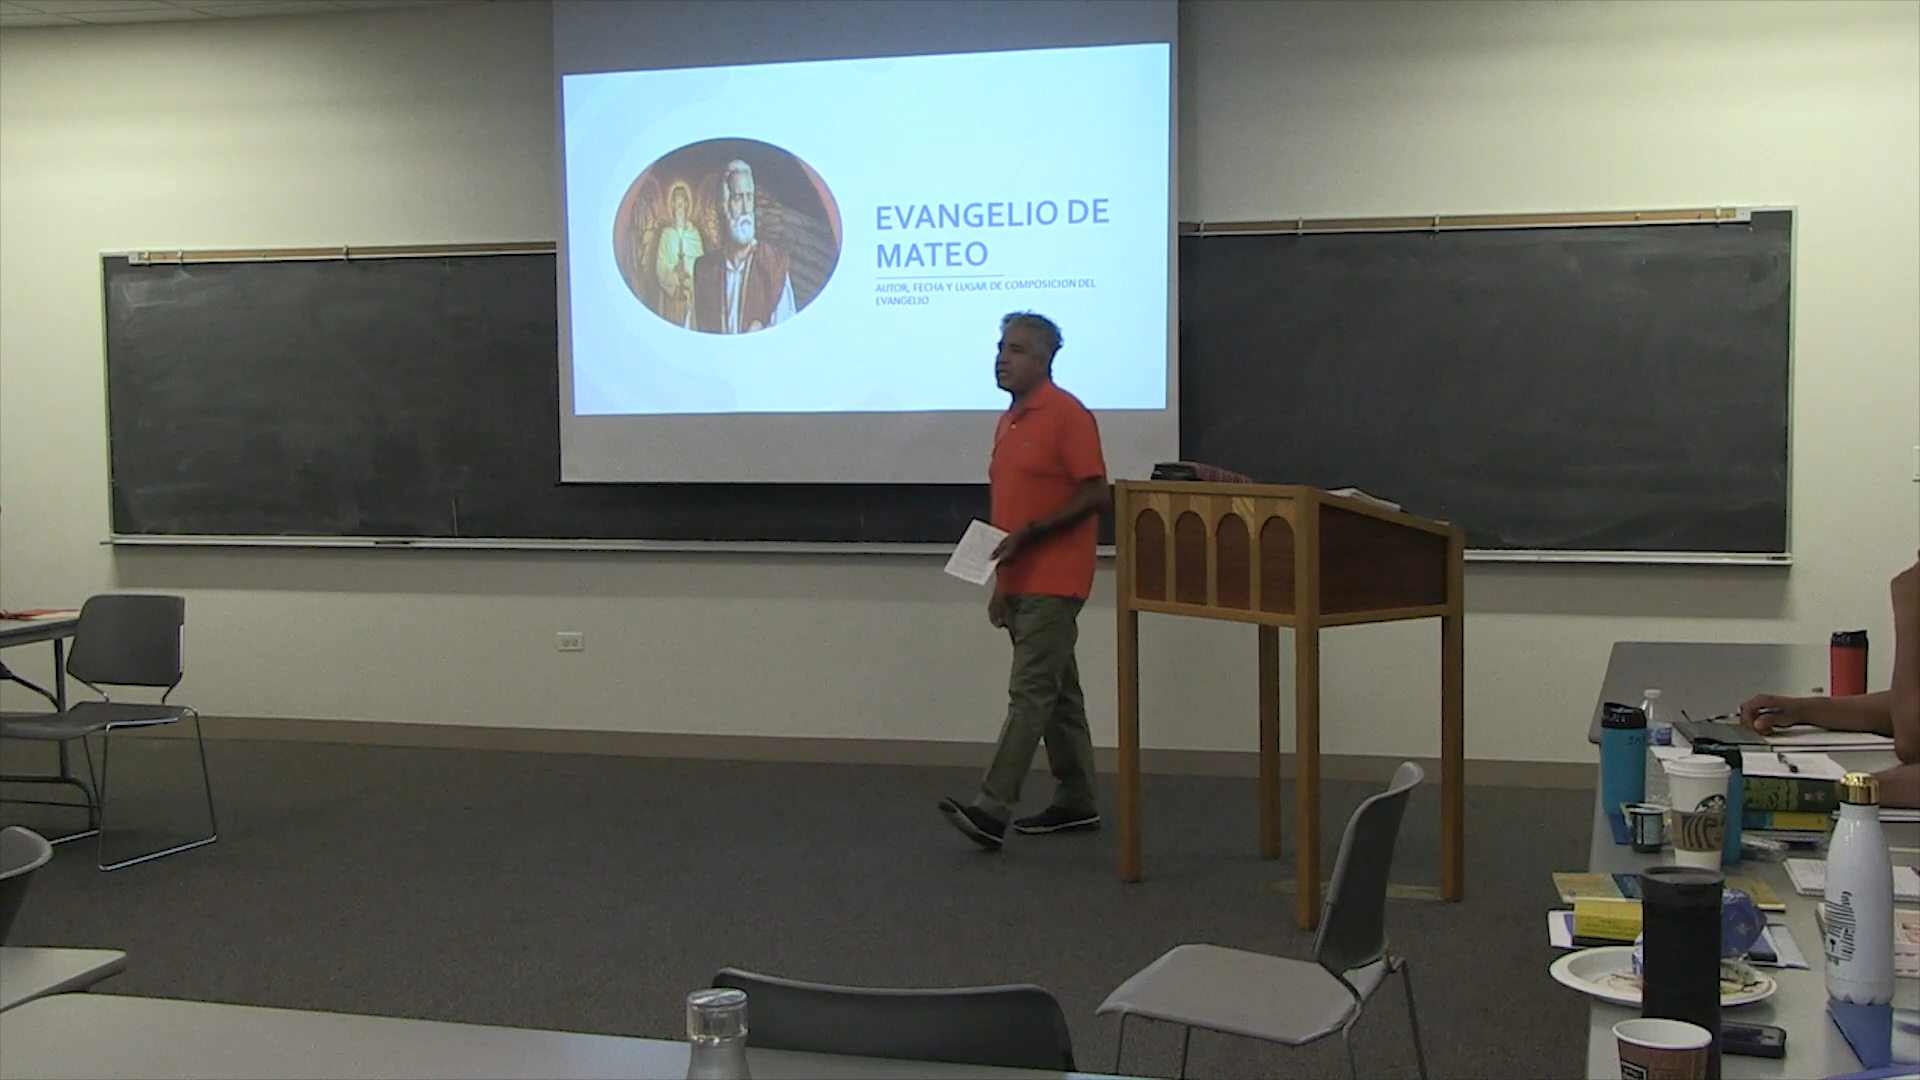 EVANGELIO DE
MATEO
AUTOR, FECHA Y LUGAR DE COMPOSICION DEL
EVANGELIO